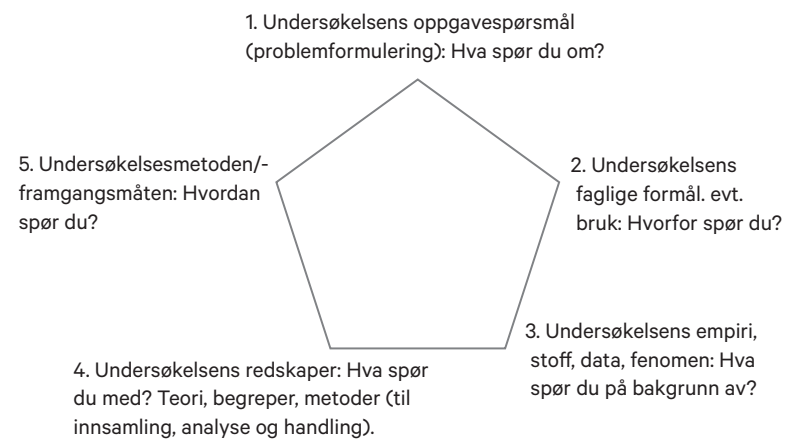 1. Undersøkelsens oppgavespørsmål
(problemformulering): Hva spør du om?
2. Undersøkelsens
faglige formål. evt.
bruk: Hvorfor spør du?
3. Undersøkelsens empiri,
stoff, data, fenomen: Hva
spør du på bakgrunn av?
4. Undersøkelsens redskaper: Hva spør
du med? Teori, begreper, metoder (til
innsamling, analyse og handling).
5. Undersøkelsesmetoden/-
framgangsmåten: Hvordan
spør du?